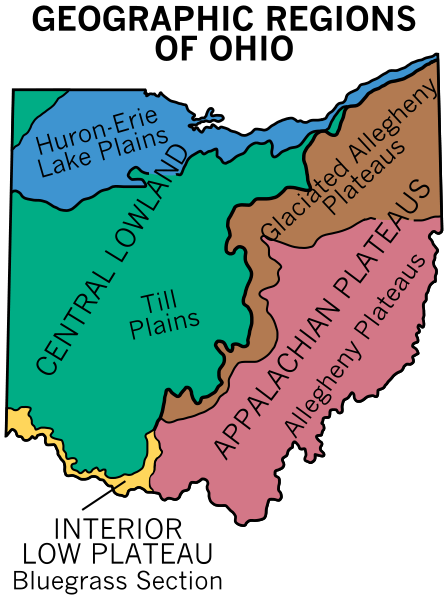 GEOGRAPHIC REGIONS
OF OHIO
Huron-Erie
Lake Plains
CENTRAL LOWLAND
Till
Plains
Glaciated Allegheny
Plateaus
APPALACHIAN PLATEAUS
Allegheny Plateaus
INTERIOR
LOW PLATEAU
Bluegrass Section